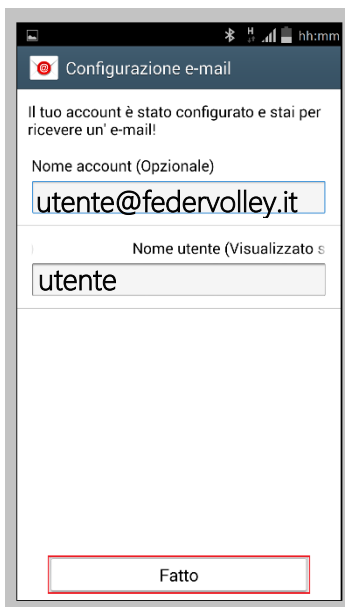 H hh:mm
Configurazione e-mail
Il tuo account è stato configurato e stai per
ricevere un' e-mail!
Nome account (Opzionale)
utente@federvolley.it
Nome utente (Visualizzato s
utente
Fatto